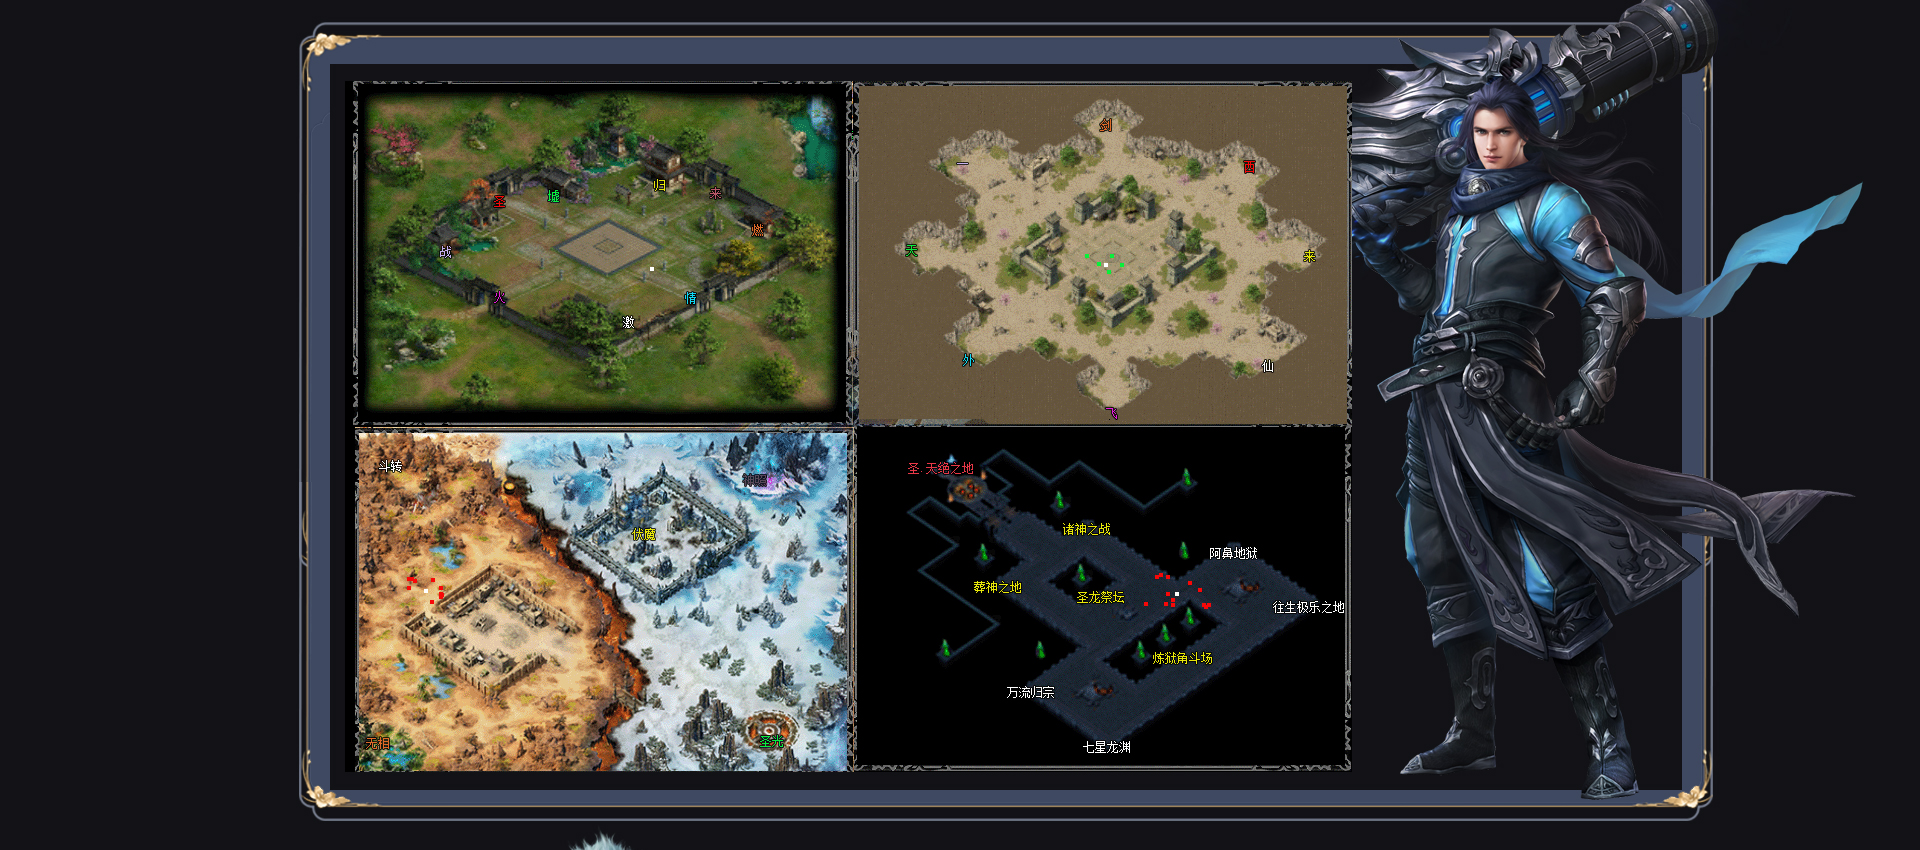 圣
墟
归
来
燃
战
火
情
激
剑
一
西
天
来
外
仙
飞
斗转
神照
伏魔
无相
圣光
圣.天绝之地
诸神之战
阿鼻地狱
葬神之地
圣龙祭坛
往生极乐之地
炼狱角斗场
万流归宗
七星龙渊